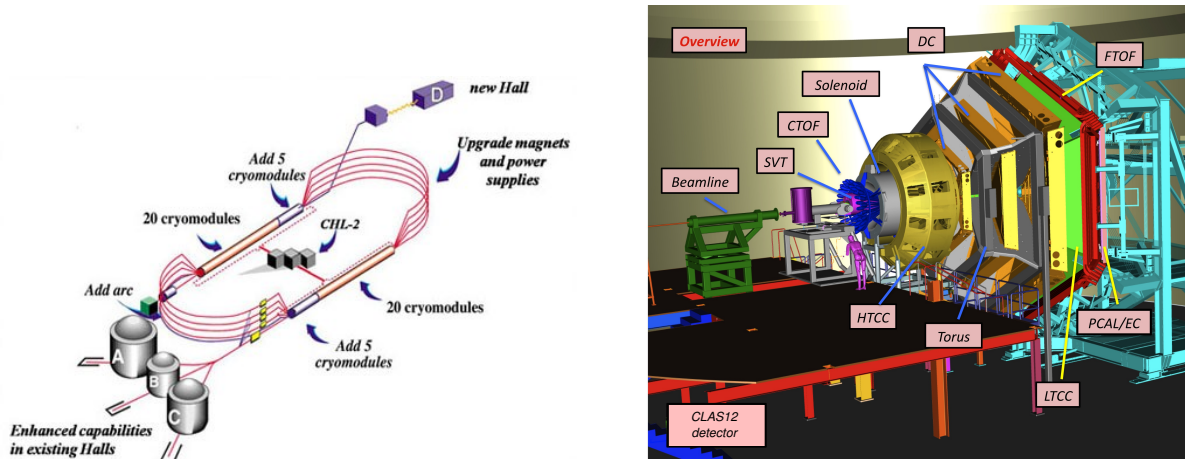 D
new Hall
Upgrade magnets
and power
supplies
Add 5
cryomodules
20 cryomodules
CHL-2
Add arc
20 cryomodules
Add 5
cryomodules
A
B
C
Enhanced capabilities
in existing Halls
Overview
DC
FTOF
Solenoid
CTOF
SVT
Beamline
HTCC
Torus
PCAL/EC
LTCC
CLAS12
detector